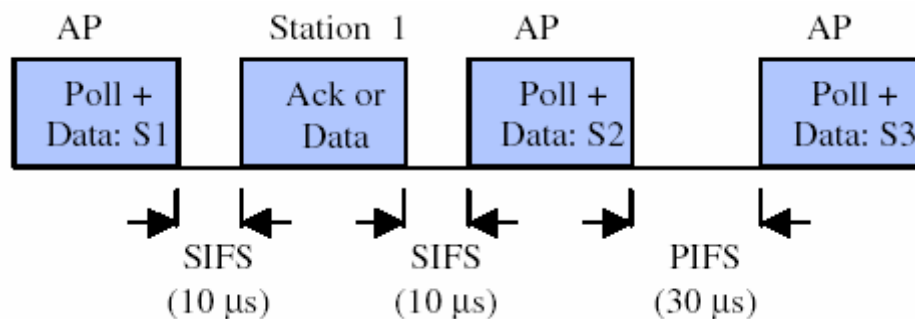 AP
Station 1
AP
AP
Poll +
Data: S1
Ack or
Data
Poll +
Data: S2
Poll +
Data: S3
SIFS
(10 µs)
SIFS
(10 µs)
PIFS
(30 µs)